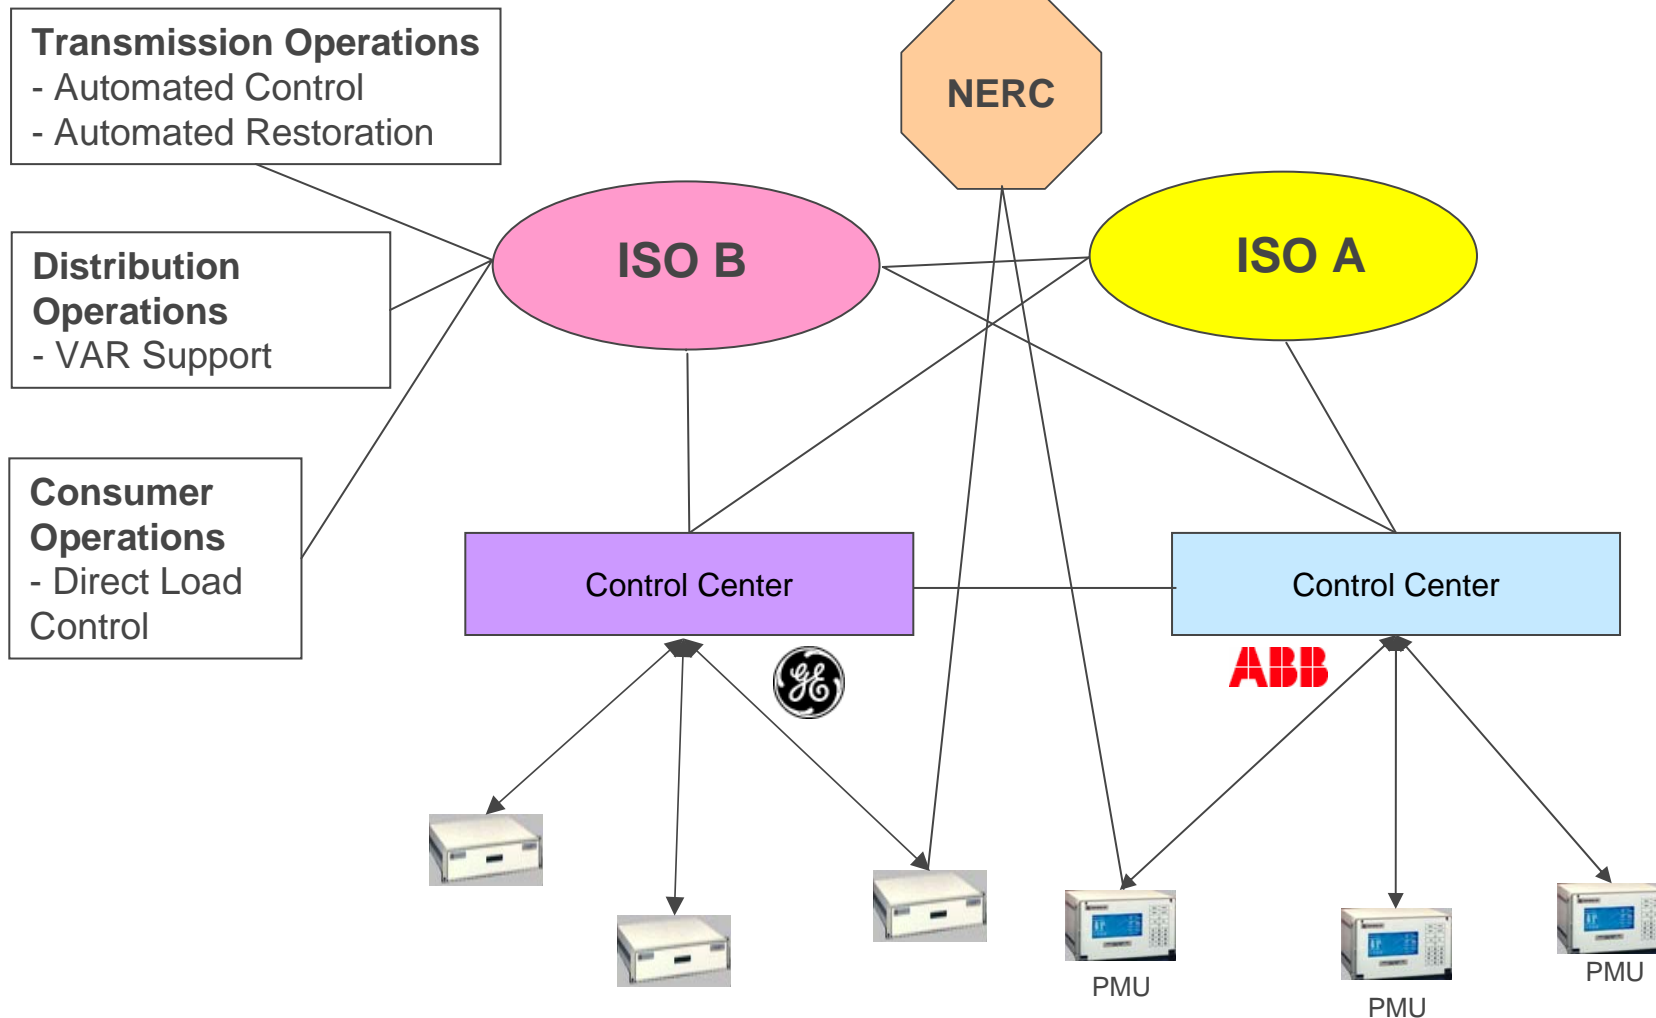 Transmission Operations
- Automated Control
- Automated Restoration
NERC
ISO B
ISO A
Distribution
Operations
- VAR Support
Consumer
Operations
- Direct Load
Control
Control Center
Control Center
GE
ABB
PMU
PMU
PMU